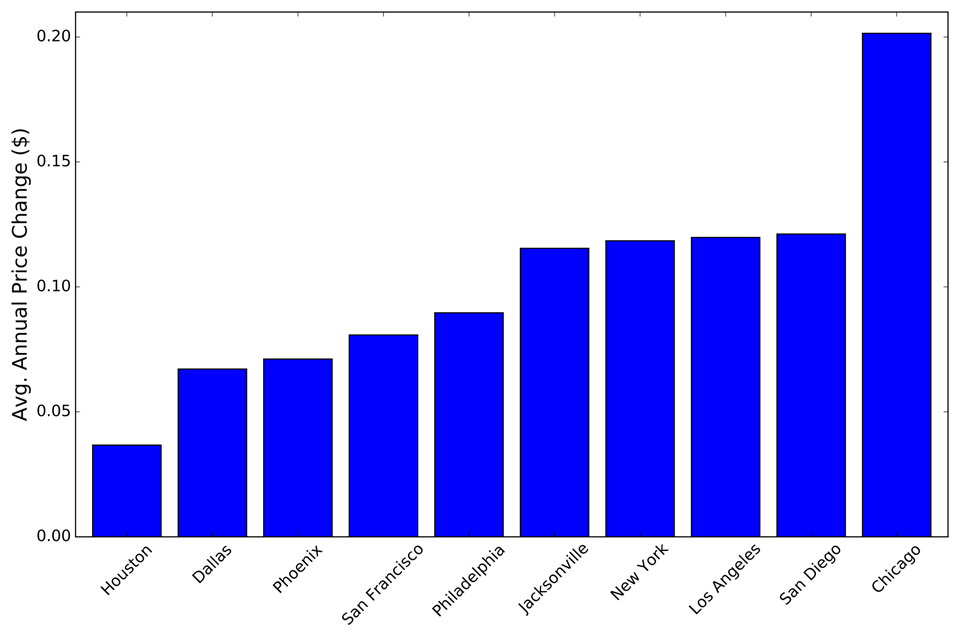 Avg. Annual Price Change ($)
0.20
0.15
0.10
0.05
0.00
Houston
Dallas
Phoenix
San Francisco
Philadelphia
Jacksonville
New York
Los Angeles
San Diego
Chicago